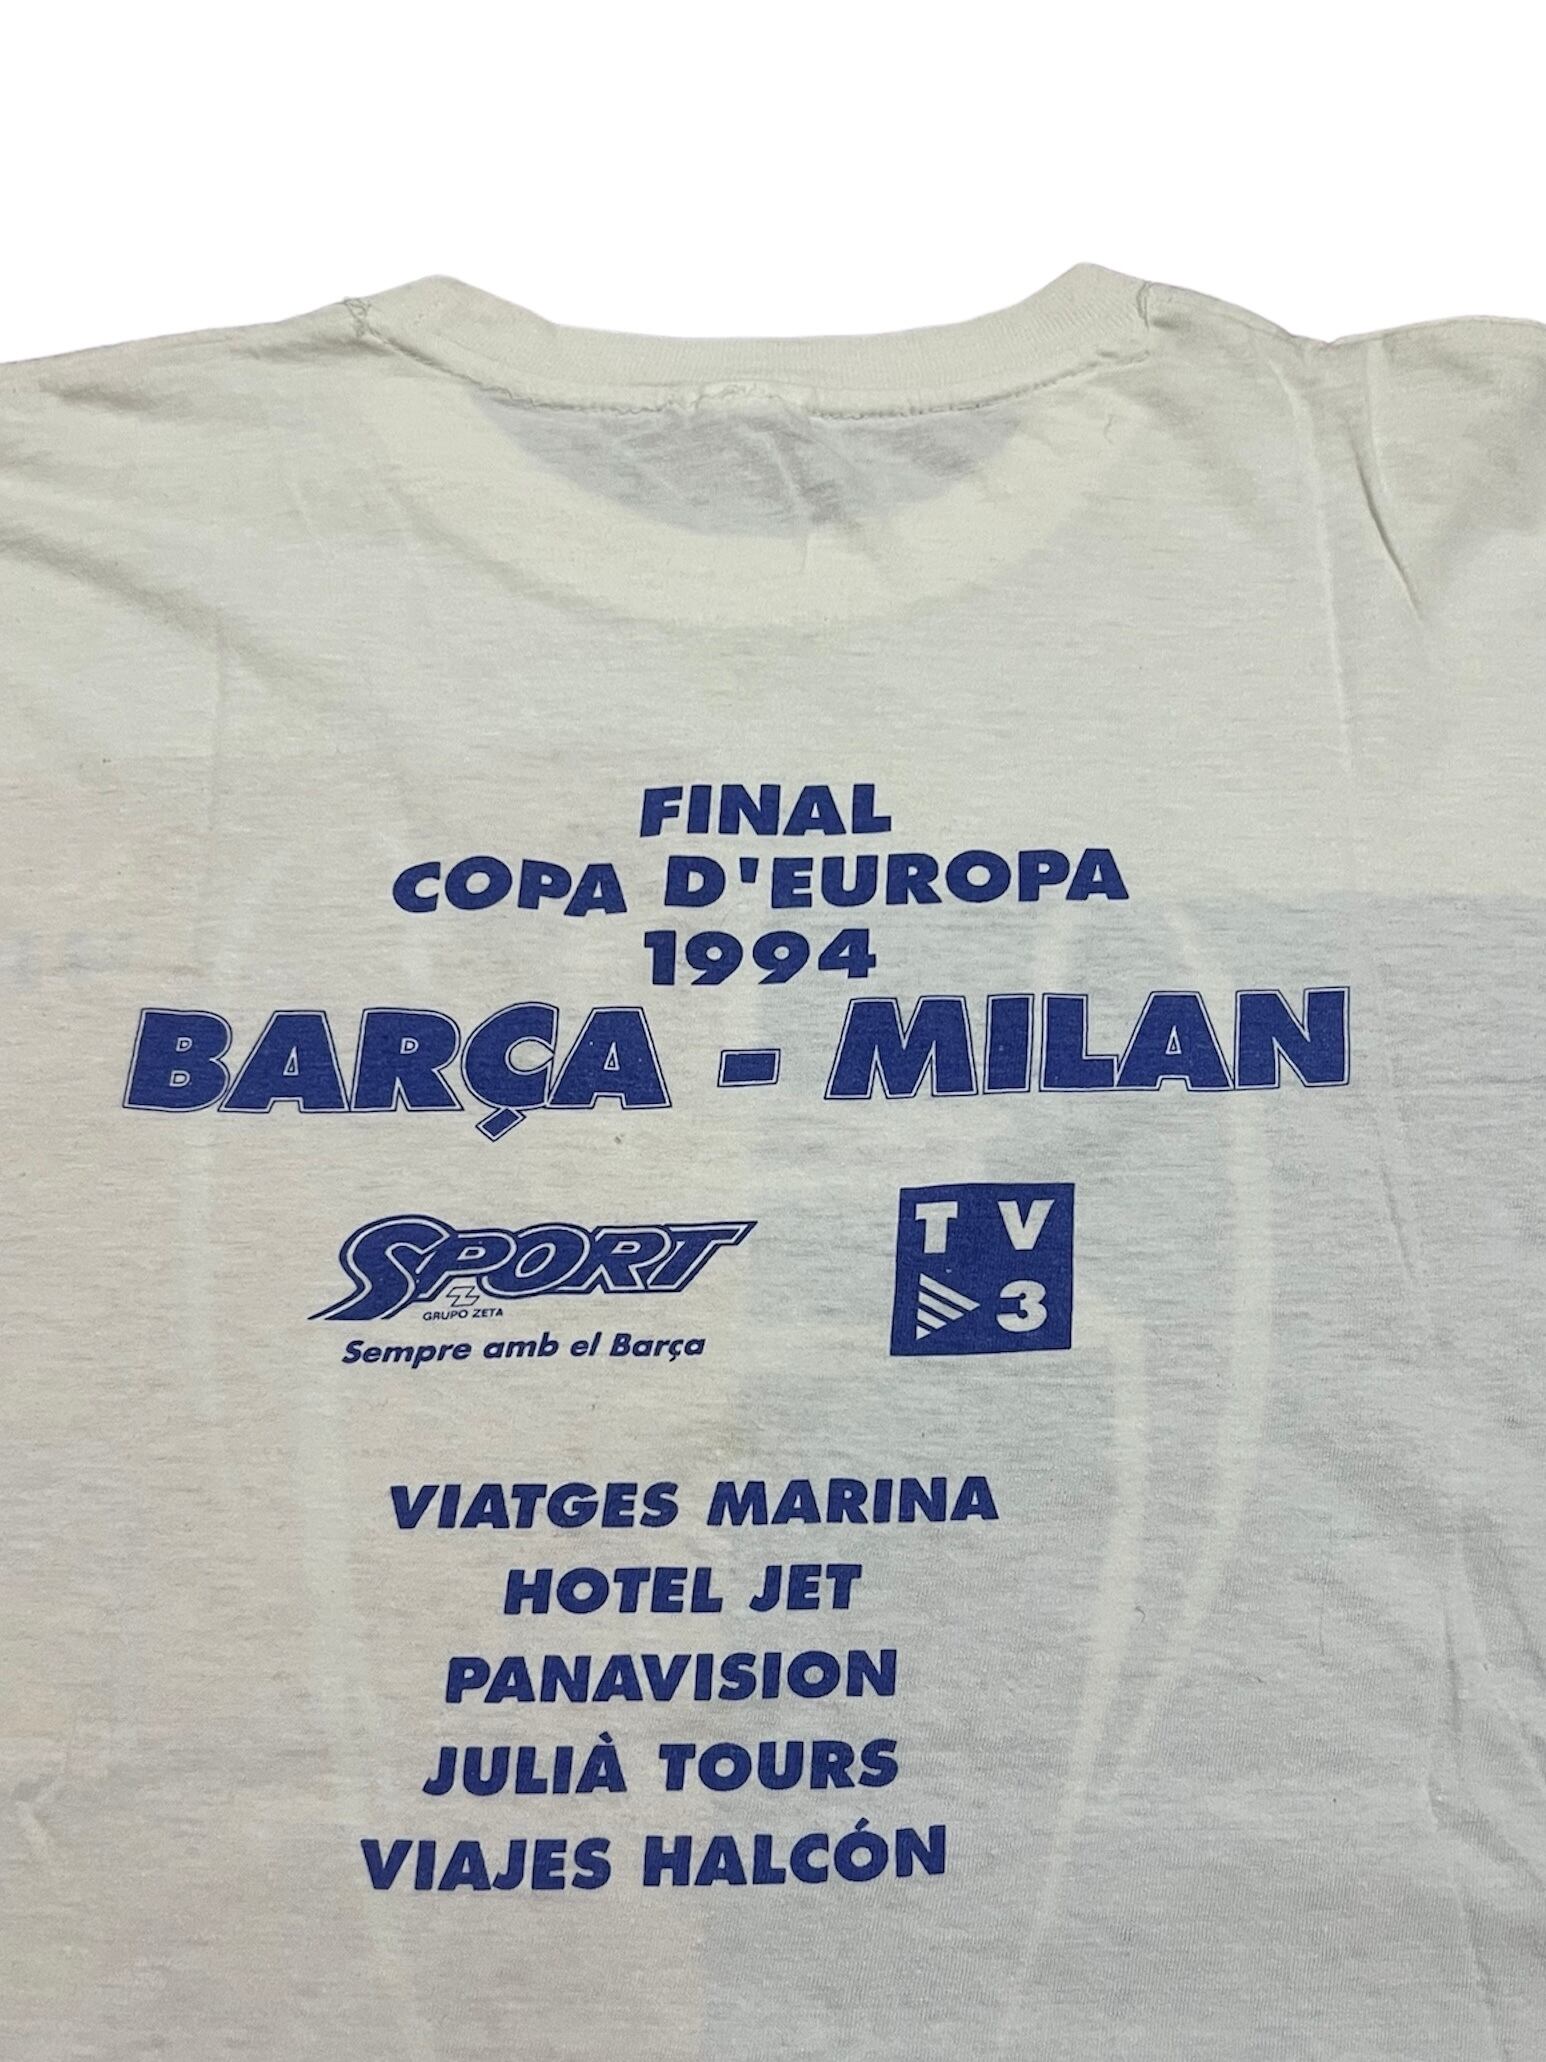 FINAL
COPA D'EUROPA
1994
BARÇA - MILAN
SPORT
GRUPO ZETA
Sempre amb el Barça
TV
3
VIATGES MARINA
HOTEL JET
PANAVISION
JULIÀ TOURS
VIAJES HALCÓN